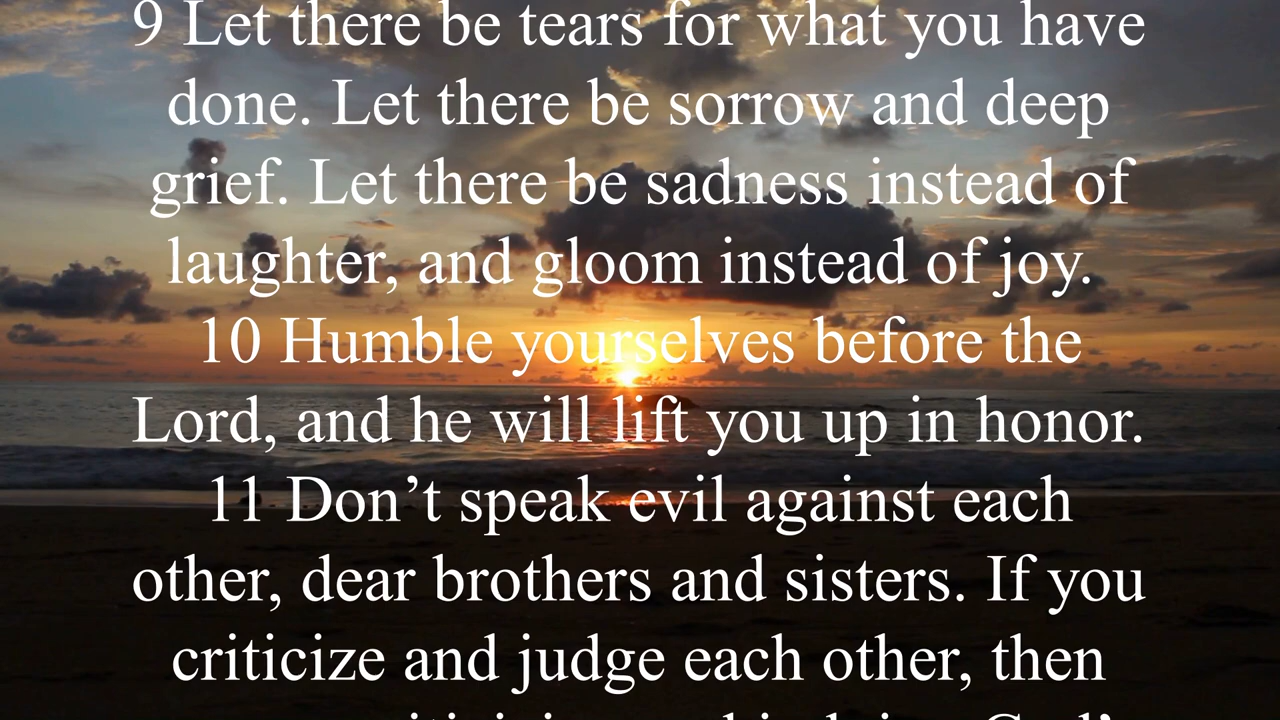 9 Let there be tears for what you have
done. Let there be sorrow and deep
grief. Let there be sadness instead of
laughter, and gloom instead of joy.
10 Humble yourselves before the
Lord, and he will lift you up in honor.
11 Don’t speak evil against each
other, dear brothers and sisters. If you
criticize and judge each other, then